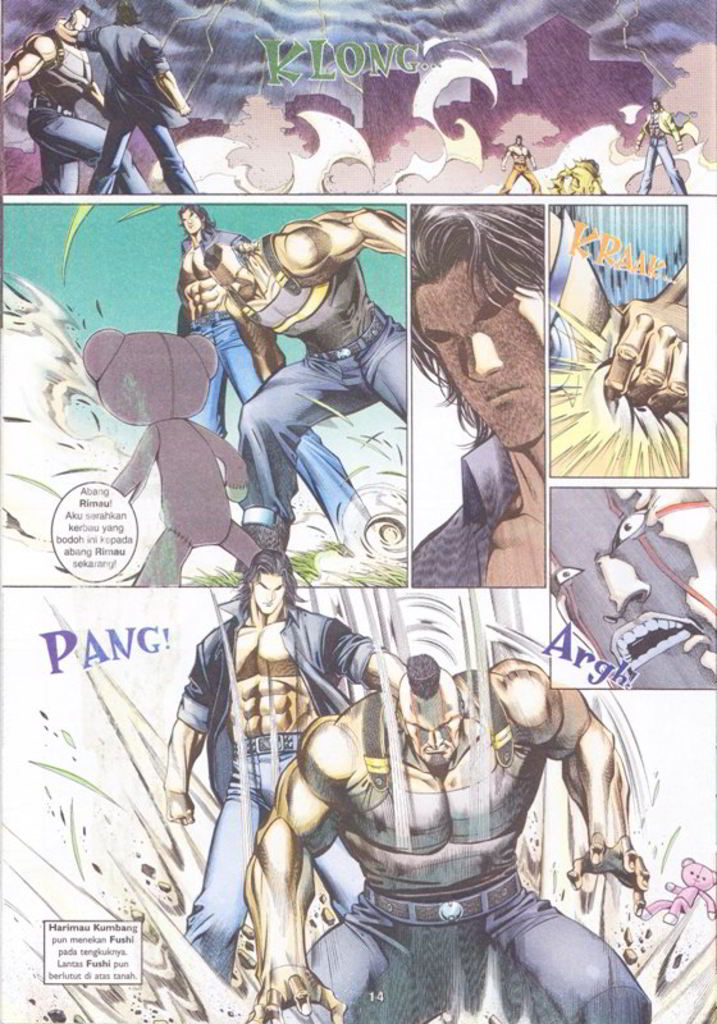 KLONG...
Abang
Rimau!
Aku serahkan
kerbau yang
bodoh ini kepada
abang Rimau
sekarang!
KRAAK...
Argh!
PANG!
Harimau Kumbang
pun menekan Fushi
pada tengkuknya.
Lantas Fushi pun
berlutut di atas tanah.
14